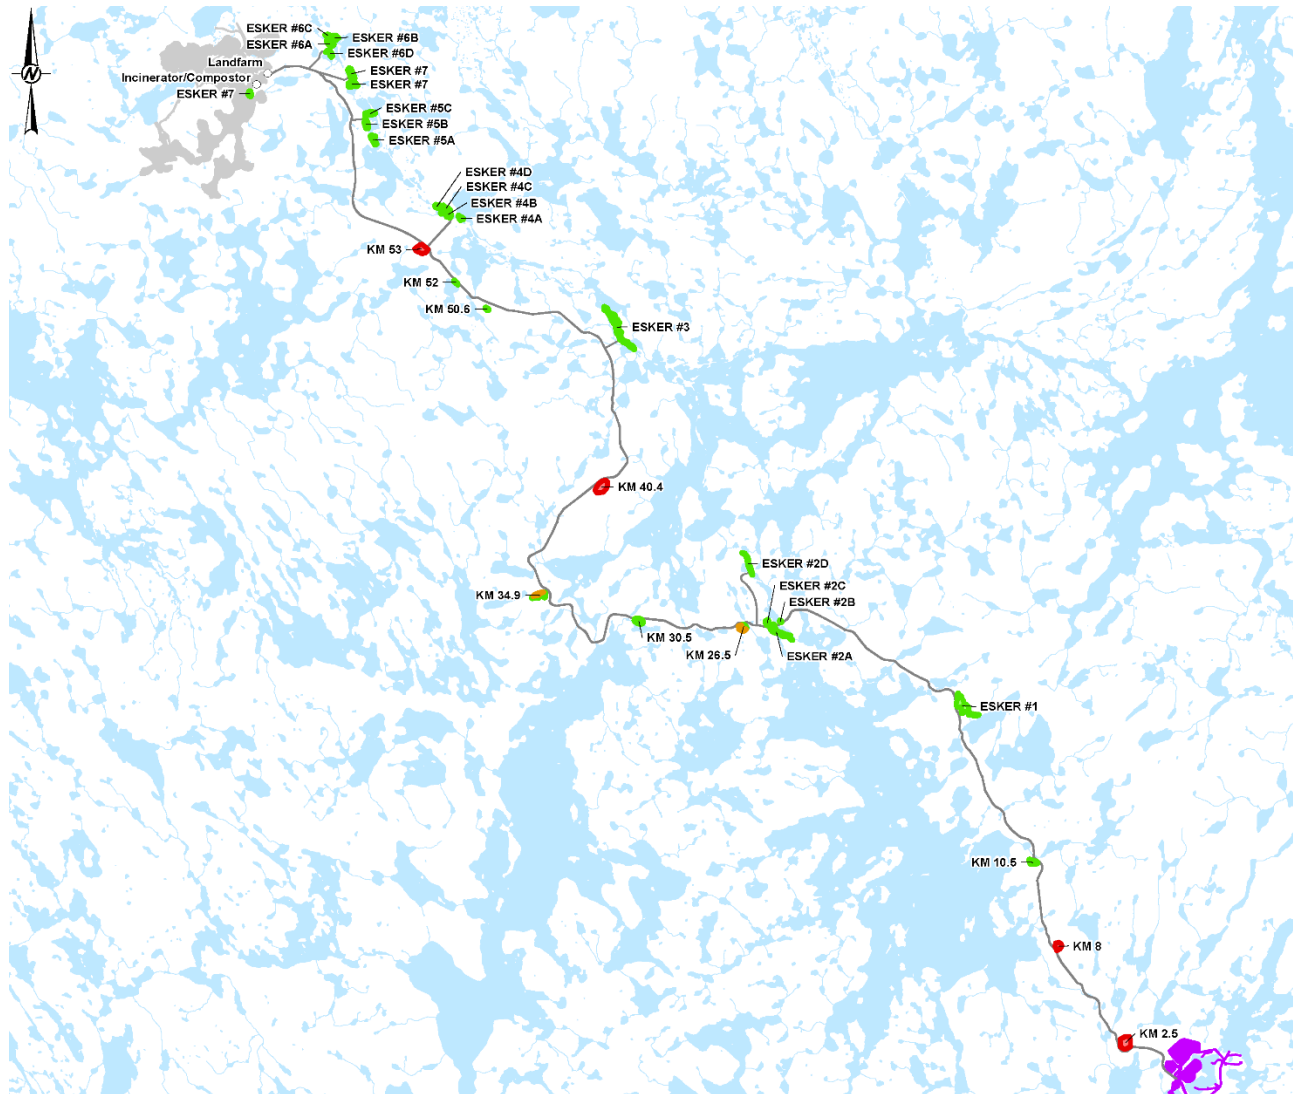 ESKER #6C
ESKER #6B
ESKER #6A
ESKER #6D
Landfarm
ESKER #7
Incinerator/Compostor
ESKER #7
ESKER #7
ESKER #5C
ESKER #5B
ESKER #5A
N
ESKER #4D
ESKER #4C
ESKER #4B
ESKER #4A
KM 53
KM 52
KM 50.6
ESKER #3
KM 40.4
ESKER #2D
ESKER #2C
KM 34.9
ESKER #2B
KM 30.5
KM 26.5
ESKER #2A
ESKER #1
KM 10.5
KM 8
KM 2.5